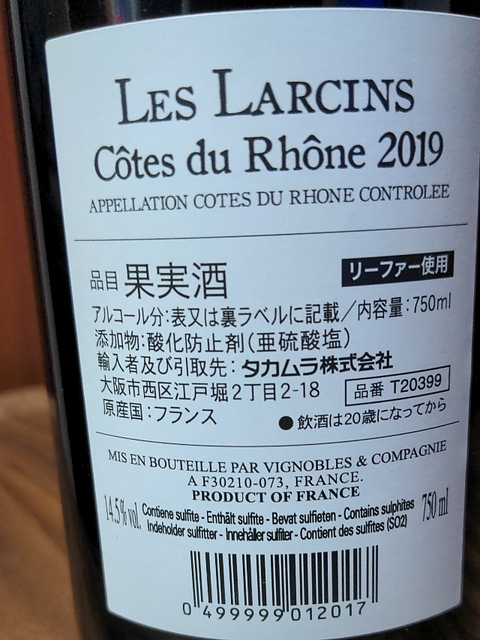 LES LARCINS
Côtes du Rhône 2019
APPELLATION COTES DU RHONE CONTROLEE
品目 果実酒 リーファー使用
アルコール分:表又は裏ラベルに記載/内容量:750ml
添加物:酸化防止剤(亜硫酸塩)
輸入者及び引取先:タカムラ株式会社
大阪市西区江戸堀2丁目2-18 品番 T20399
原産国:フランス ●飲酒は20歳になってから
MIS EN BOUTEILLE PAR VIGNOBLES & COMPAGNIE
A F30210-073, FRANCE.
PRODUCT OF FRANCE
14.5% vol. Contiene sulfite - Enthält sulfite - Bevat sulfieten - Contains sulphites 750 ml
Indeholder sulfitter - Innehåller sulfiter - Contient des sulfites (SO2)
0 499999 012017